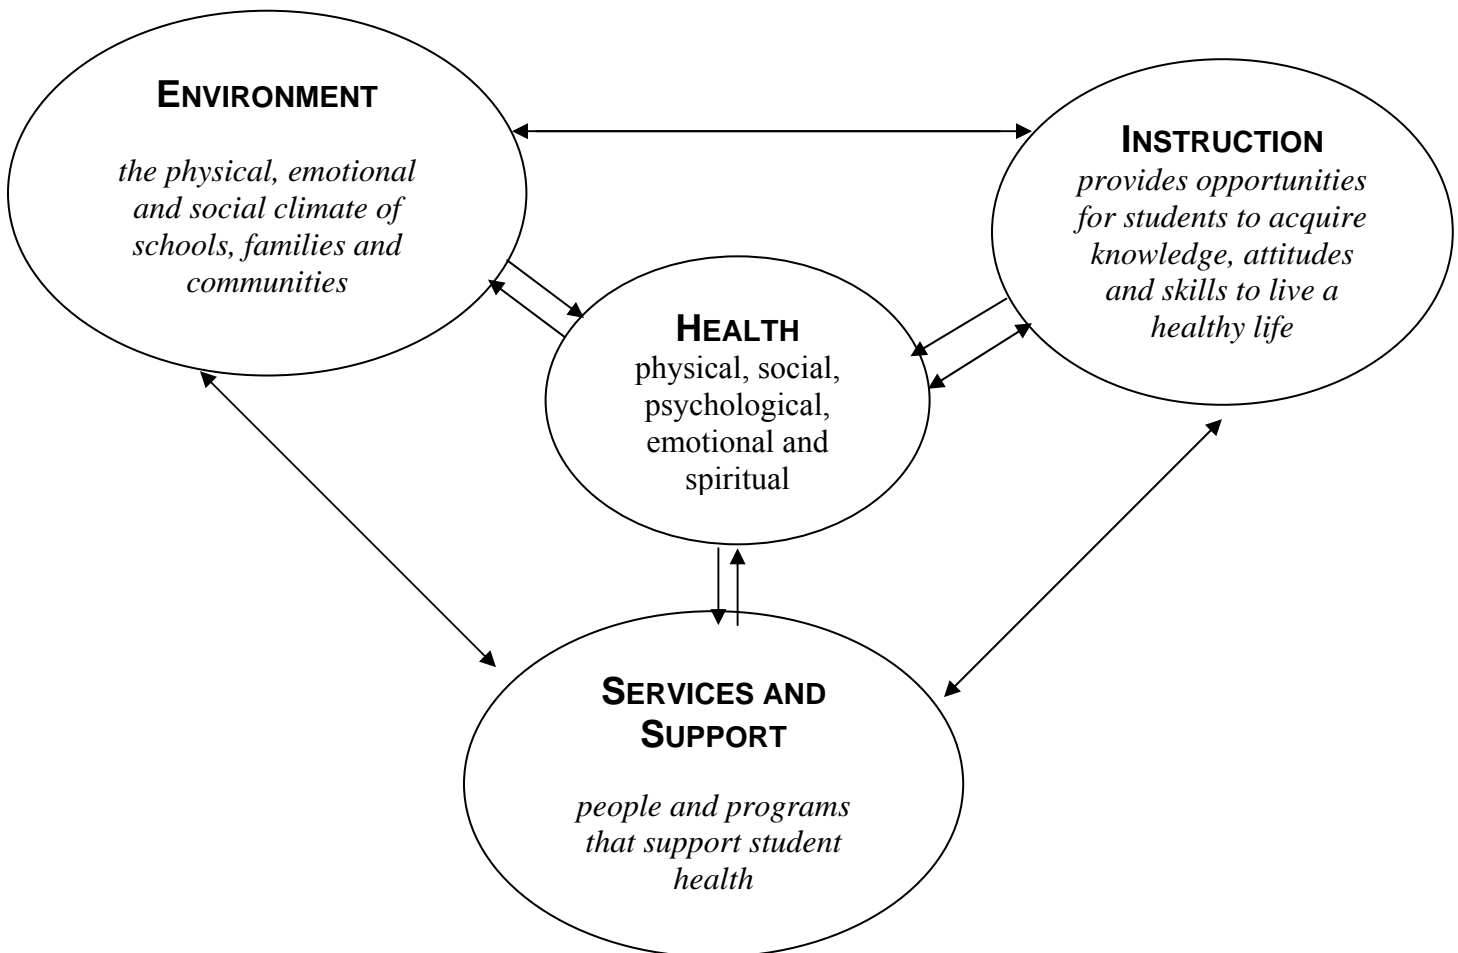 ENVIRONMENT
the physical, emotional
and social climate of
schools, families and
communities
INSTRUCTION
provides opportunities
for students to acquire
knowledge, attitudes
and skills to live a
healthy life
HEALTH
physical, social,
psychological,
emotional and
spiritual
SERVICES AND
SUPPORT
people and programs
that support student
health